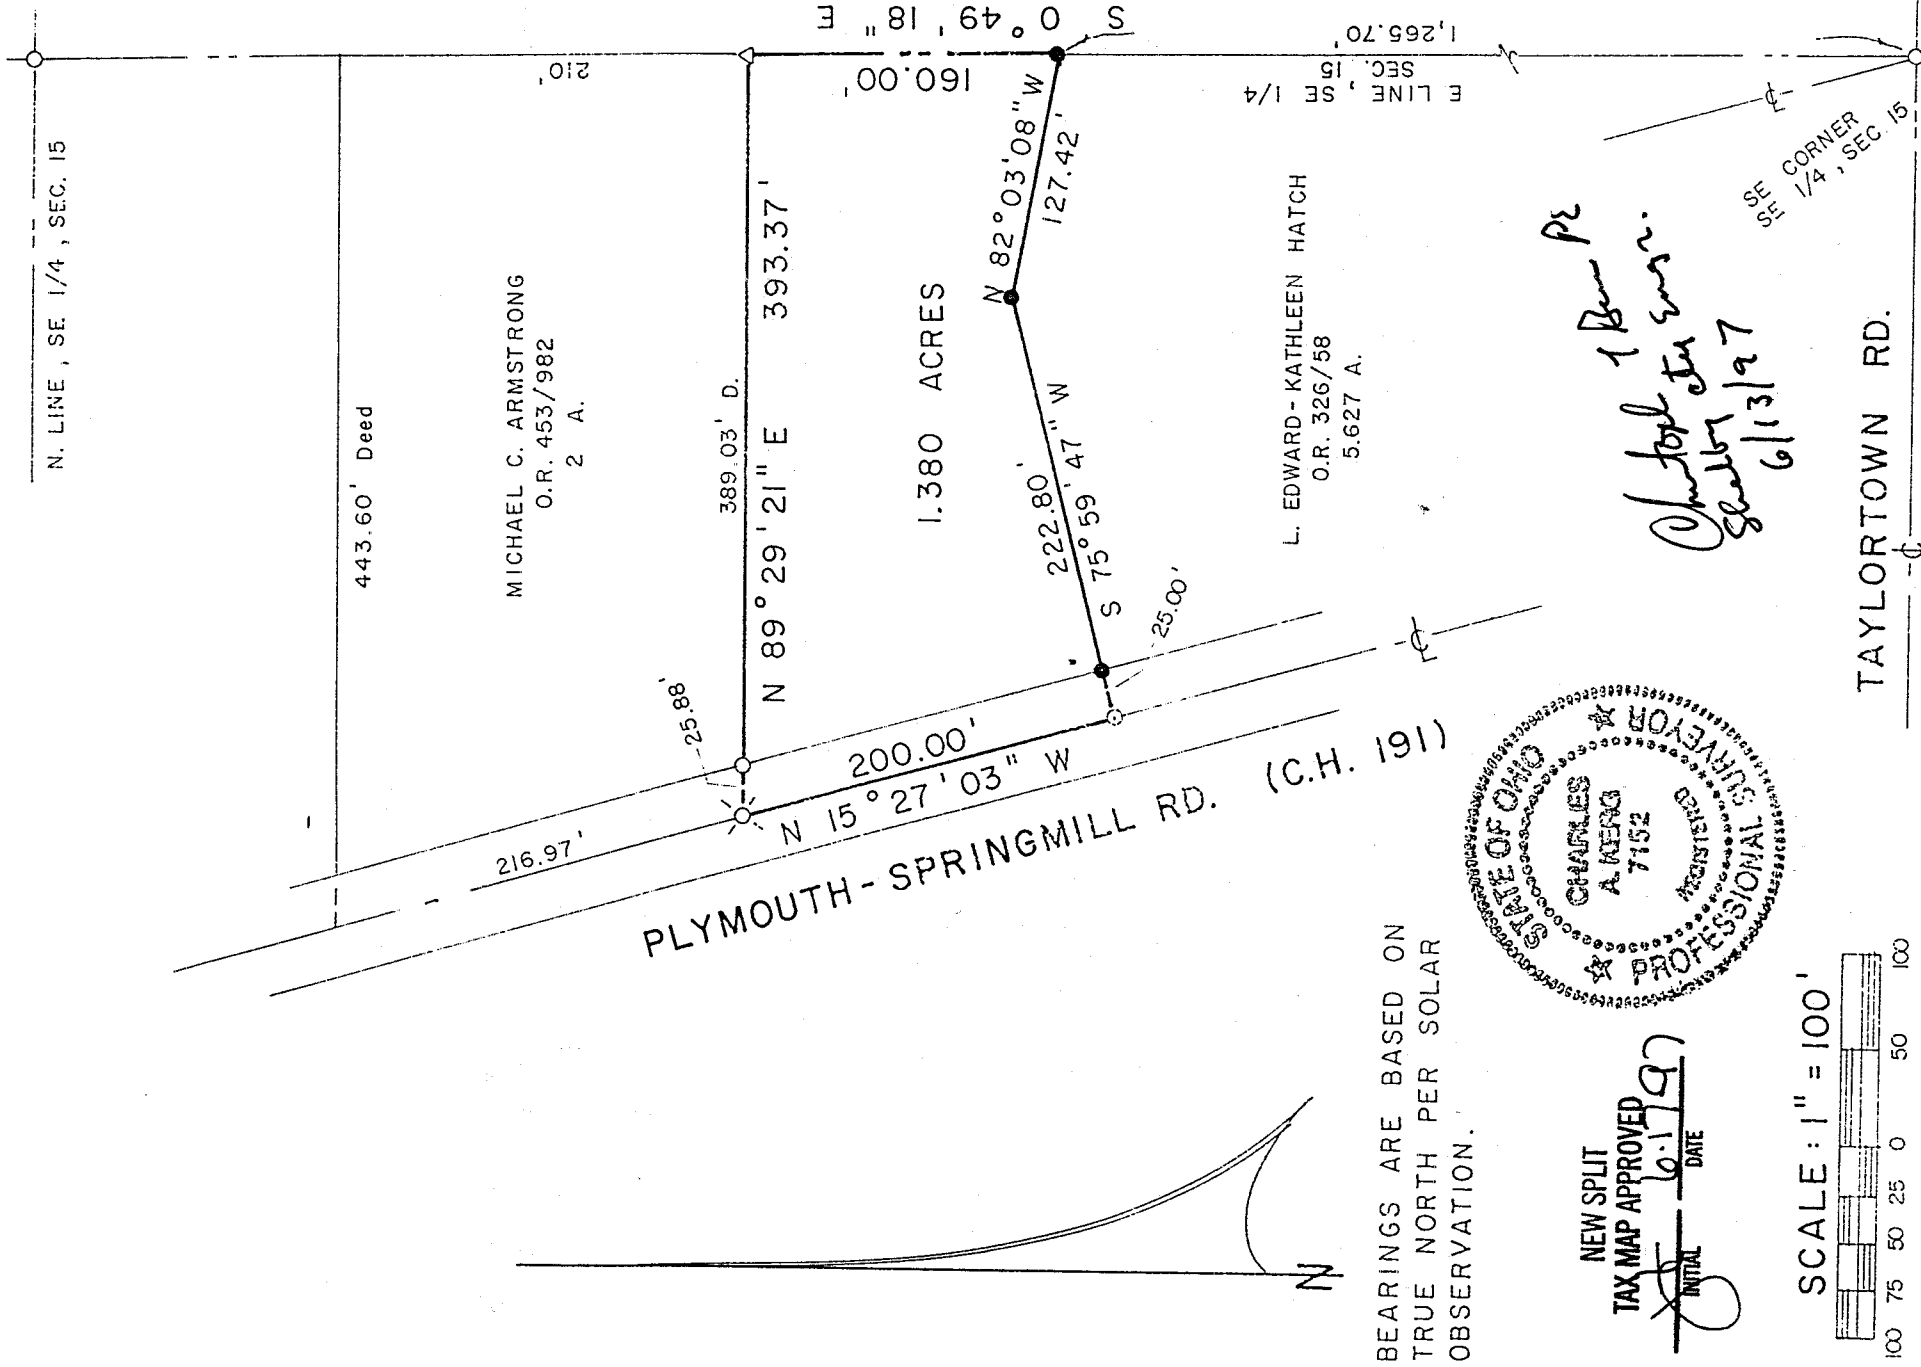 N. LINE, SE 1/4, SEC. 15
443.60' Deed
210'
MICHAEL C. ARMSTRONG
O.R. 453/982
2 A.
389.03' D.
N 89° 29' 21" E 393.37'
S 0° 49' 18" E
160.00'
1.380 ACRES
N 82° 03' 08" W
127.42'
222.80'
S 75° 59' 47" W
25.00'
25.88'
200.00'
N 15° 27' 03" W
216.97'
PLYMOUTH-SPRINGMILL RD. (C.H. 191)
L. EDWARD-KATHLEEN HATCH
O.R. 326/58
5.627 A.
E LINE, SE 1/4
SEC. 15
1,265.70'
SE CORNER
SE 1/4, SEC. 15
TAYLORTOWN RD.
Shelby
6/13/97
STATE OF OHIO
CHARLES
A. KERG
7152
REGISTERED
PROFESSIONAL SURVEYOR
N
BEARINGS ARE BASED ON
TRUE NORTH PER SOLAR
OBSERVATION.
NEW SPLIT
TAX MAP APPROVED
6.17.97
INITIAL DATE
SCALE: 1" = 100'
100 75 50 25 0 50 100